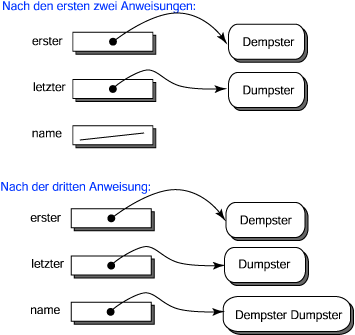 Nach den ersten zwei Anweisungen:
erster
Dempster
letzter
Dumpster
name
Nach der dritten Anweisung:
erster
Dempster
letzter
Dumpster
name
Dempster Dumpster